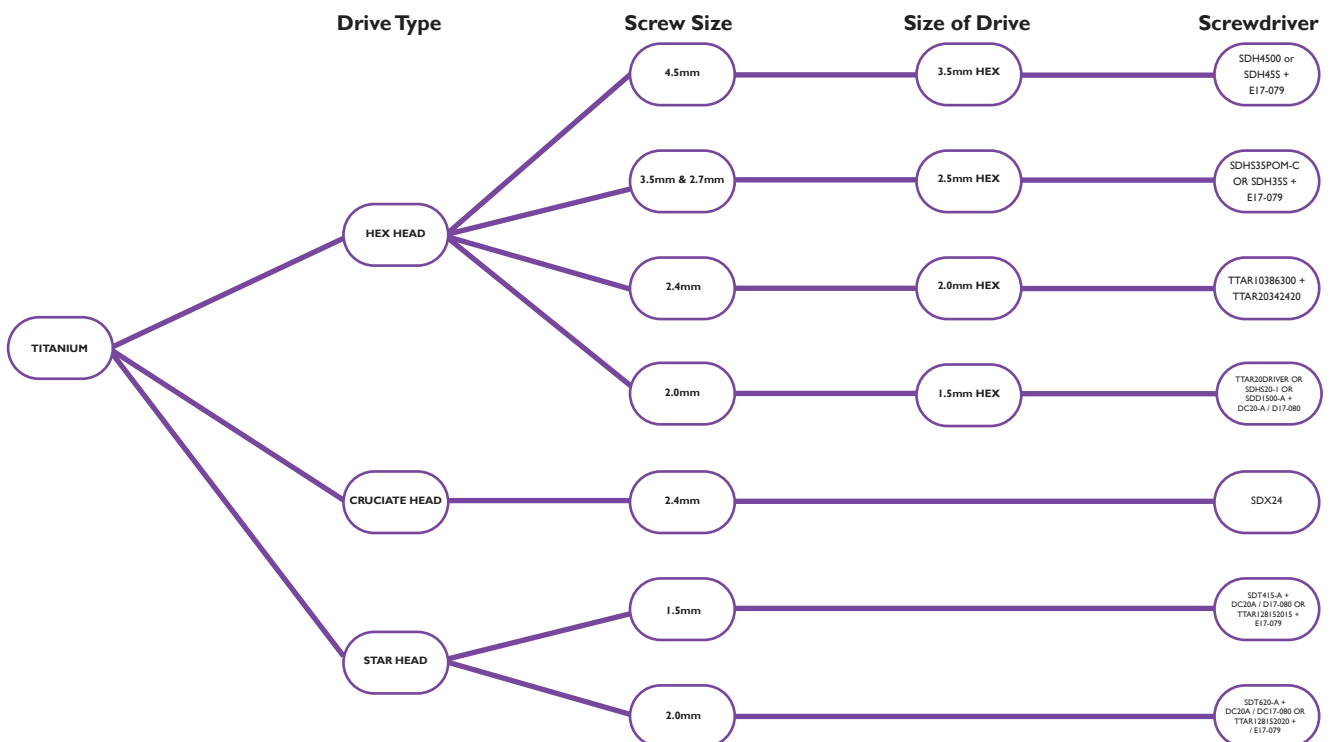 Drive Type
Screw Size
Size of Drive
Screwdriver
TITANIUM
HEX HEAD
4.5mm
3.5mm HEX
SDH4500 or
SDH45S +
E17-079
3.5mm & 2.7mm
2.5mm HEX
SDHS35POM-C
OR SDH35S +
E17-079
2.4mm
2.0mm HEX
TTAR10386300 +
TTAR20342420
2.0mm
1.5mm HEX
TTAR20DRIVER OR
SDHS20-1 OR
SDD1500-A +
DC20-A / D17-080
CRUCIATE HEAD
2.4mm
SDX24
STAR HEAD
1.5mm
SDT415-A +
DC20A / D17-080 OR
TTAR128152015 +
E17-079
2.0mm
SDT620-A +
DC20A / DC17-080 OR
TTAR128152020 +
/ E17-079